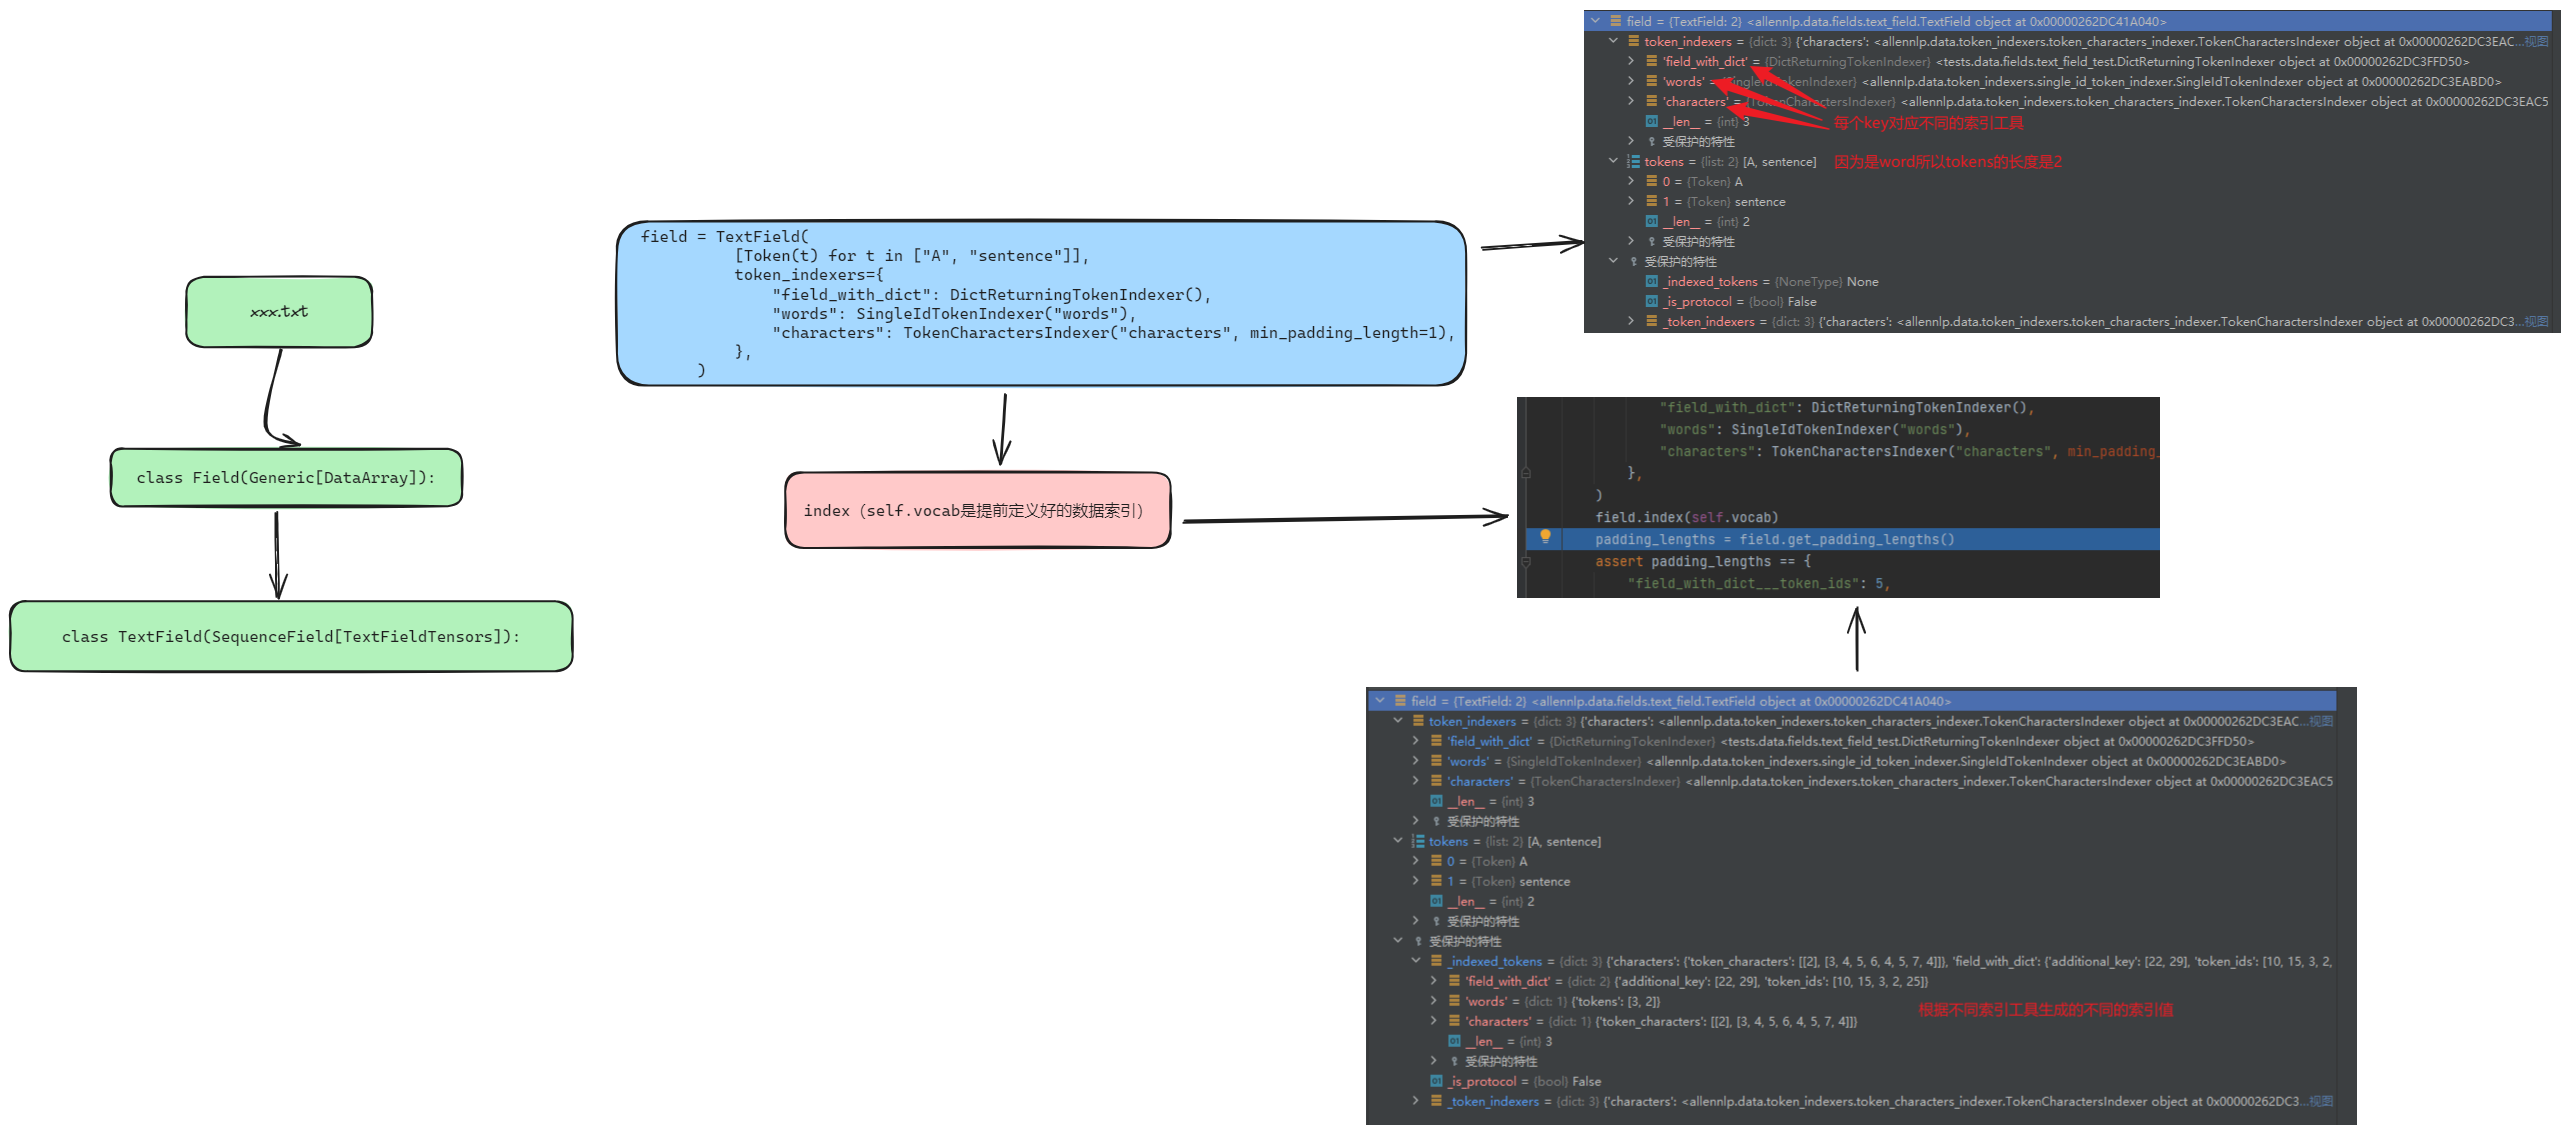 xxx.txt
class Field(Generic[DataArray]):
class TextField(SequenceField[TextFieldTensors]):
field = TextField(
[Token(t) for t in ["A", "sentence"]],
token_indexers={
"field_with_dict": DictReturningTokenIndexer(),
"words": SingleIdTokenIndexer("words"),
"characters": TokenCharactersIndexer("characters", min_padding_length=1),
},
)
index（self.vocab是提前定义好的数据索引）
field = {TextField: 2} <allennlp.data.fields.text_field.TextField object at 0x00000262DC41A040>
token_indexers = {dict: 3} {'characters': <allennlp.data.token_indexers.token_characters_indexer.TokenCharactersIndexer object at 0x00000262DC3EAC...视图
'field_with_dict' = {DictReturningTokenIndexer} <tests.data.fields.text_field_test.DictReturningTokenIndexer object at 0x00000262DC3FFD50>
'words' = {SingleIdTokenIndexer} <allennlp.data.token_indexers.single_id_token_indexer.SingleIdTokenIndexer object at 0x00000262DC3EABD0>
'characters' = {TokenCharactersIndexer} <allennlp.data.token_indexers.token_characters_indexer.TokenCharactersIndexer object at 0x00000262DC3EAC5
__len__ = {int} 3
每个key对应不同的索引工具
受保护的特性
tokens = {list: 2} [A, sentence]
因为是word所以tokens的长度是2
0 = {Token} A
1 = {Token} sentence
__len__ = {int} 2
受保护的特性
受保护的特性
_indexed_tokens = {NoneType} None
_is_protocol = {bool} False
_token_indexers = {dict: 3} {'characters': <allennlp.data.token_indexers.token_characters_indexer.TokenCharactersIndexer object at 0x00000262DC3...视图
"field_with_dict": DictReturningTokenIndexer(),
"words": SingleIdTokenIndexer("words"),
"characters": TokenCharactersIndexer("characters", min_padding_
},
)
field.index(self.vocab)
padding_lengths = field.get_padding_lengths()
assert padding_lengths == {
"field_with_dict___token_ids": 5,
field = {TextField: 2} <allennlp.data.fields.text_field.TextField object at 0x00000262DC41A040>
token_indexers = {dict: 3} {'characters': <allennlp.data.token_indexers.token_characters_indexer.TokenCharactersIndexer object at 0x00000262DC3EAC...视图
'field_with_dict' = {DictReturningTokenIndexer} <tests.data.fields.text_field_test.DictReturningTokenIndexer object at 0x00000262DC3FFD50>
'words' = {SingleIdTokenIndexer} <allennlp.data.token_indexers.single_id_token_indexer.SingleIdTokenIndexer object at 0x00000262DC3EABD0>
'characters' = {TokenCharactersIndexer} <allennlp.data.token_indexers.token_characters_indexer.TokenCharactersIndexer object at 0x00000262DC3EAC5
__len__ = {int} 3
受保护的特性
tokens = {list: 2} [A, sentence]
0 = {Token} A
1 = {Token} sentence
__len__ = {int} 2
受保护的特性
受保护的特性
_indexed_tokens = {dict: 3} {'characters': {'token_characters': [[2], [3, 4, 5, 6, 4, 5, 7, 4]]}, 'field_with_dict': {'additional_key': [22, 29], 'token_ids': [10, 15, 3, 2,
'field_with_dict' = {dict: 2} {'additional_key': [22, 29], 'token_ids': [10, 15, 3, 2, 25]}
'words' = {dict: 1} {'tokens': [3, 2]}
根据不同索引工具生成的不同的索引值
'characters' = {dict: 1} {'token_characters': [[2], [3, 4, 5, 6, 4, 5, 7, 4]]}
__len__ = {int} 3
受保护的特性
_is_protocol = {bool} False
_token_indexers = {dict: 3} {'characters': <allennlp.data.token_indexers.token_characters_indexer.TokenCharactersIndexer object at 0x00000262DC3...视图